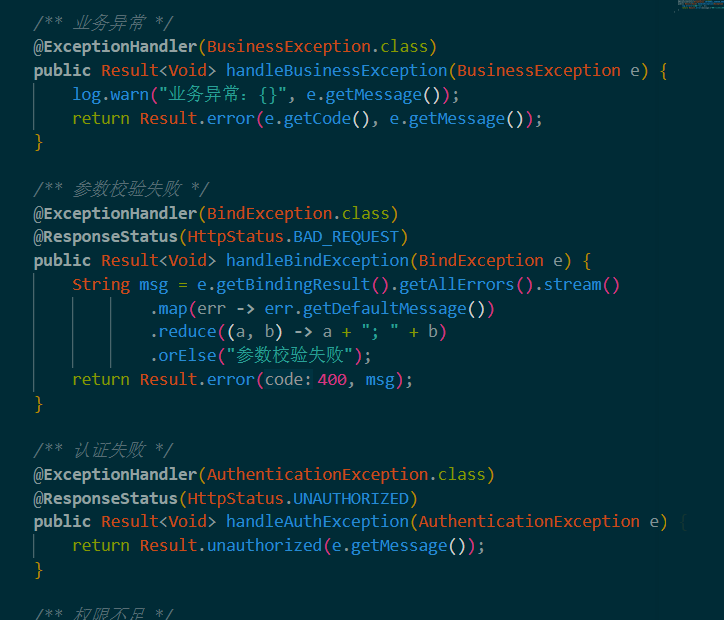 /** 业务异常 */
@ExceptionHandler(BusinessException.class)
public Result<Void> handleBusinessException(BusinessException e) {
log.warn("业务异常：{}", e.getMessage());
return Result.error(e.getCode(), e.getMessage());
}
/** 参数校验失败 */
@ExceptionHandler(BindException.class)
@ResponseStatus(HttpStatus.BAD_REQUEST)
public Result<Void> handleBindException(BindException e) {
String msg = e.getBindingResult().getAllErrors().stream()
.map(err -> err.getDefaultMessage())
.reduce((a, b) -> a + "; " + b)
.orElse("参数校验失败");
return Result.error(code: 400, msg);
}
/** 认证失败 */
@ExceptionHandler(AuthenticationException.class)
@ResponseStatus(HttpStatus.UNAUTHORIZED)
public Result<Void> handleAuthException(AuthenticationException e) {
return Result.unauthorized(e.getMessage());
}
/** 权限不足 */